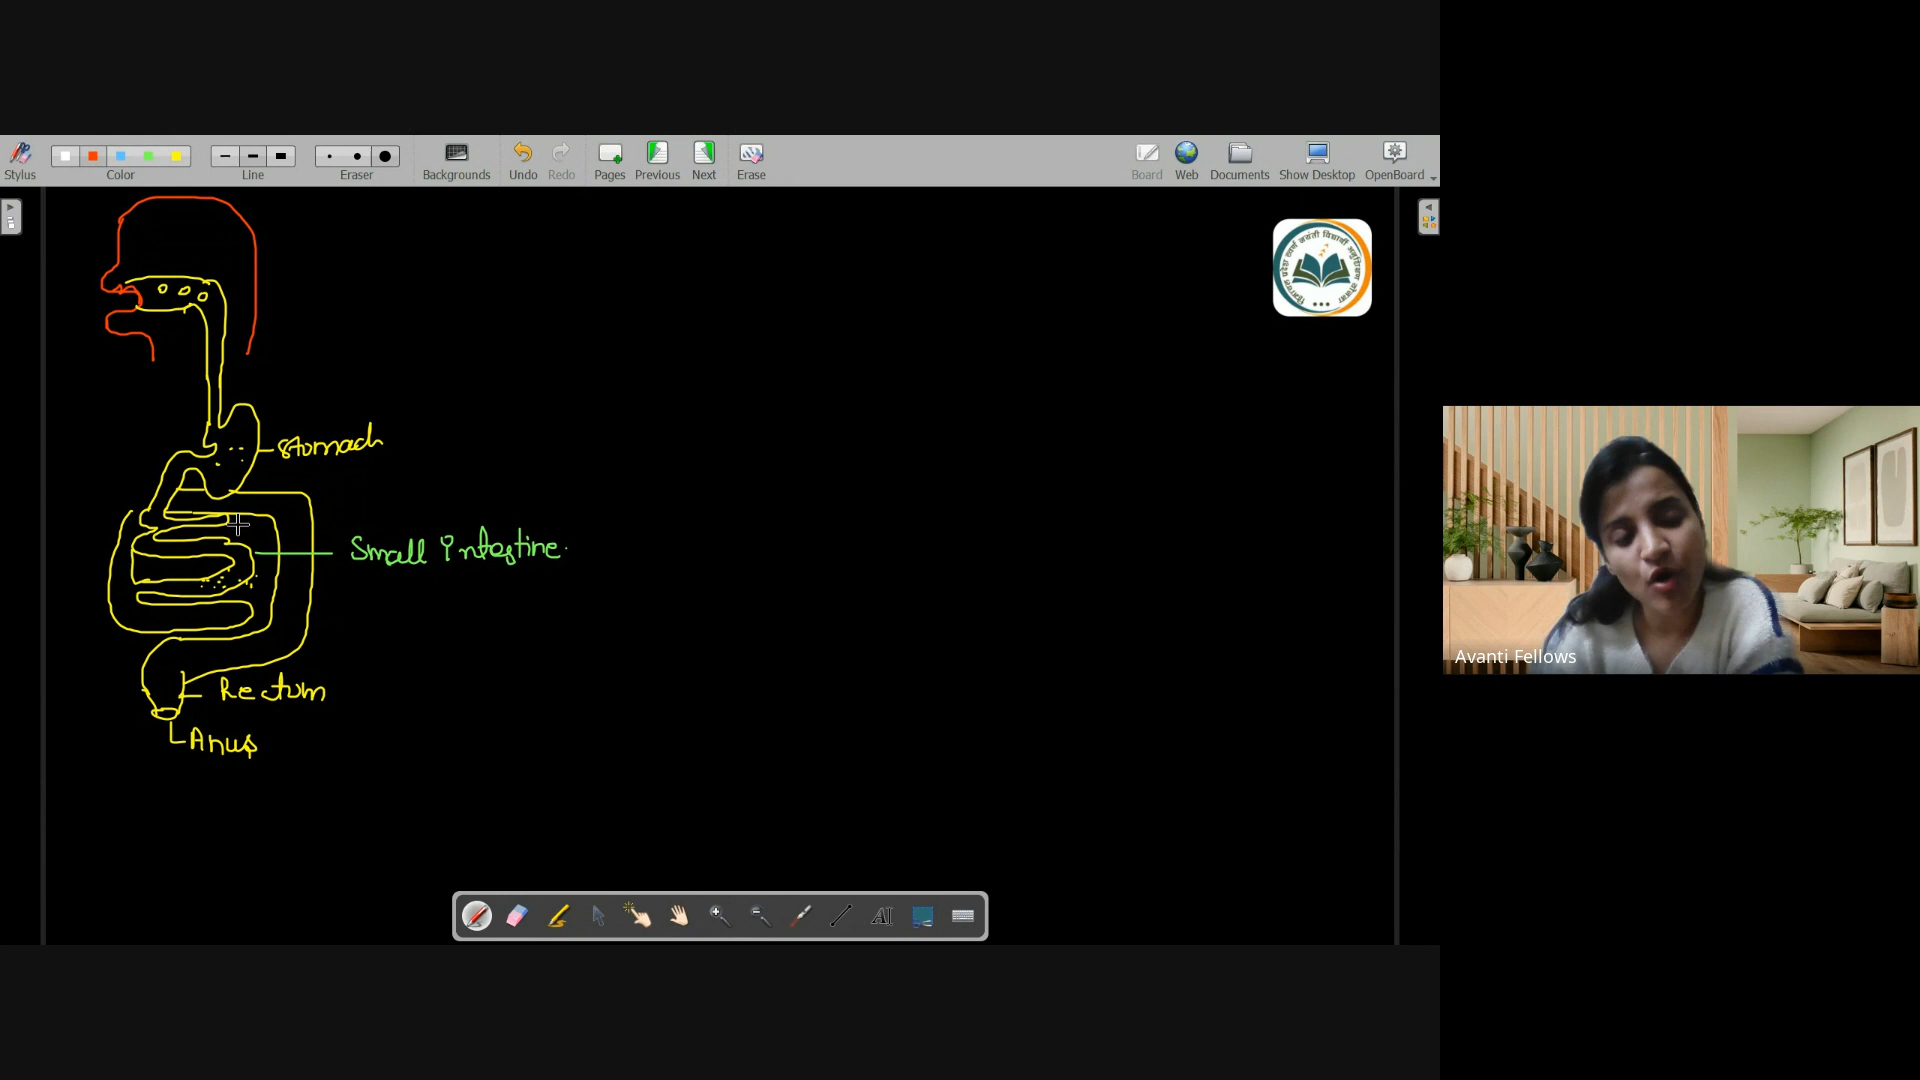 Stylus
Color
Line
Eraser
Backgrounds
Undo
Redo
Pages
Previous
Next
Erase
Board
Web
Documents
Show Desktop
OpenBoard
Stomach
Small Intestine.
Rectum
Anus
Avanti Fellows